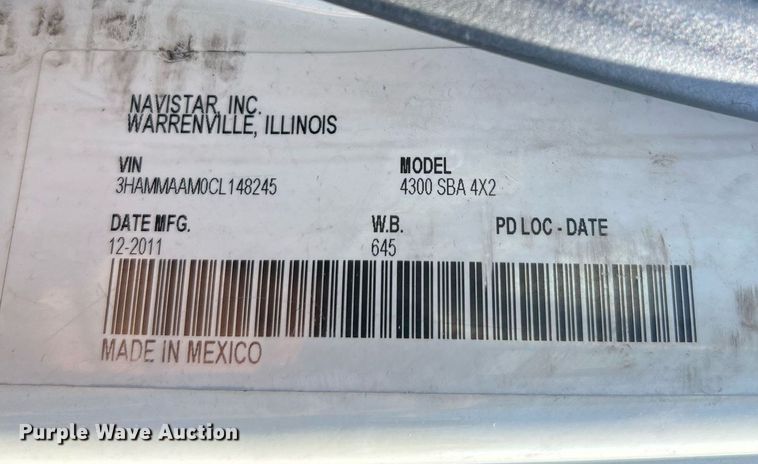 NAVISTAR, INC.
WARRENVILLE, ILLINOIS
VIN MODEL
3HAMMAAM0CL148245 4300 SBA 4X2
DATE MFG. W.B. PD LOC - DATE
12-2011 645
MADE IN MEXICO
Purple Wave Auction